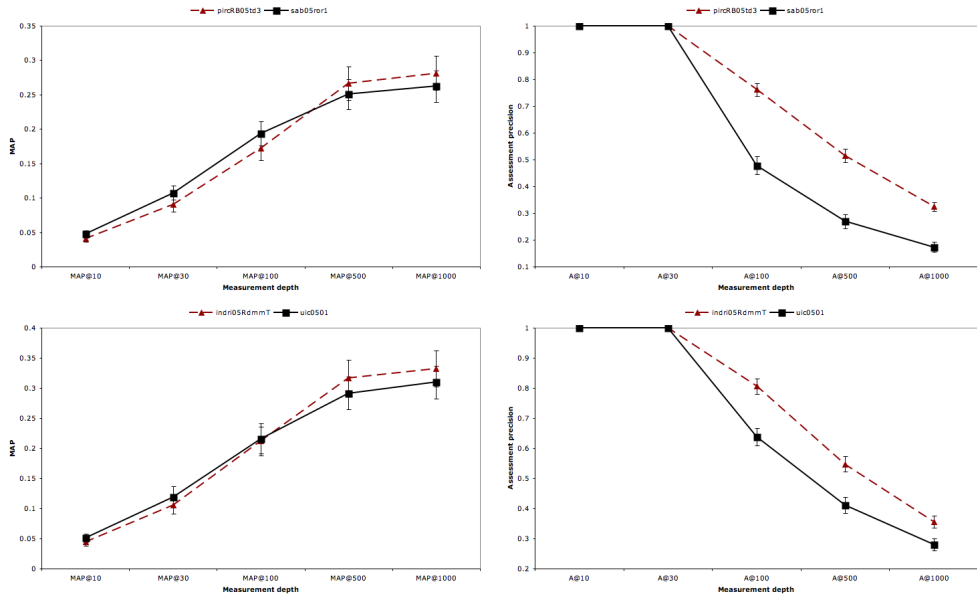 pircRB05td3 sab05ror1
0.35
0.3
0.25
0.2
0.15
0.1
0.05
0
MAP
MAP@10 MAP@30 MAP@100 MAP@500 MAP@1000
Measurement depth
pircRB05td3 sab05ror1
1
0.9
0.8
0.7
0.6
0.5
0.4
0.3
0.2
0.1
Assessment precision
A@10 A@30 A@100 A@500 A@1000
Measurement depth
indri05RdmmT uic0501
0.4
0.35
0.3
0.25
0.2
0.15
0.1
0.05
0
MAP
MAP@10 MAP@30 MAP@100 MAP@500 MAP@1000
Measurement depth
indri05RdmmT uic0501
1
0.9
0.8
0.7
0.6
0.5
0.4
0.3
0.2
Assessment precision
A@10 A@30 A@100 A@500 A@1000
Measurement depth